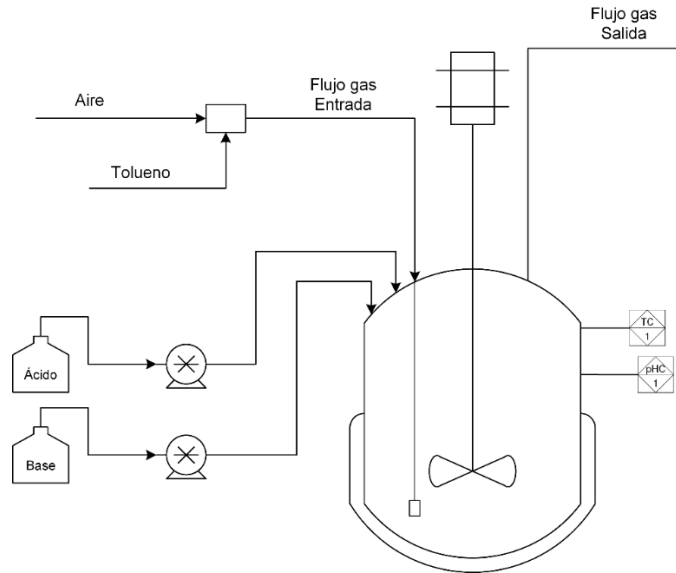 Flujo gas
Salida
Flujo gas
Entrada
Aire
Tolueno
TC
1
pHC
1
Ácido
Base